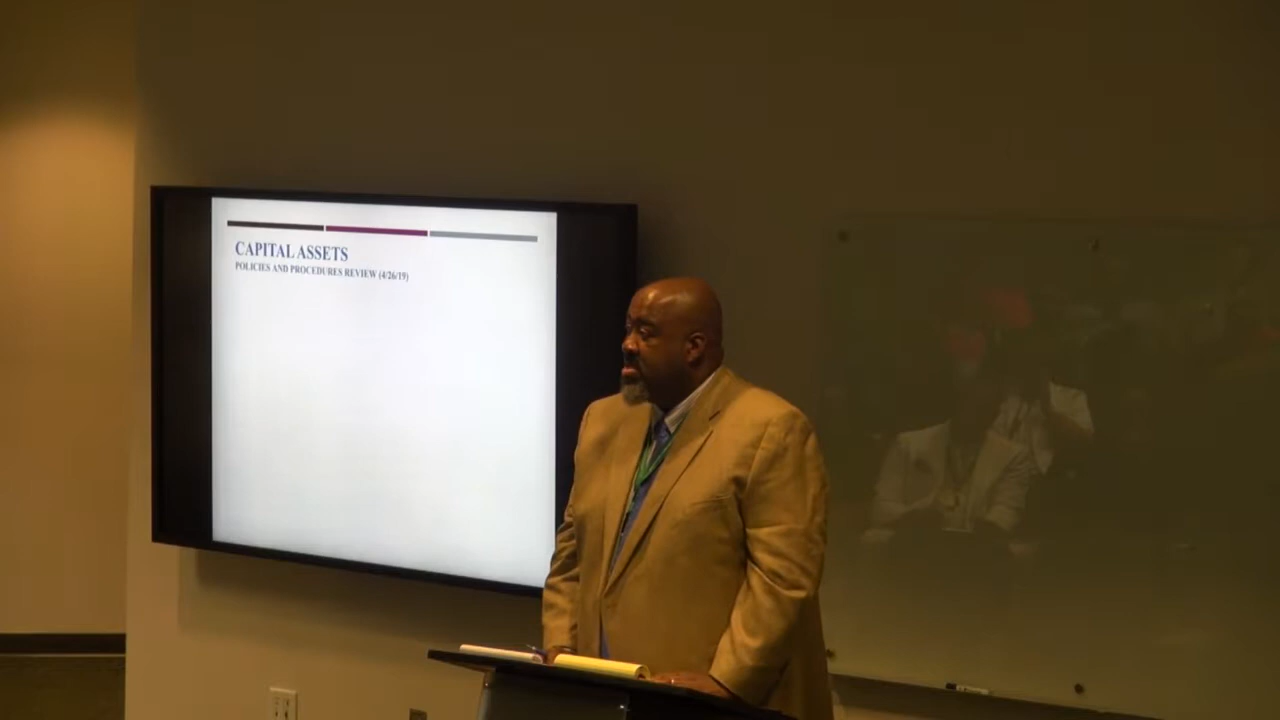 CAPITAL ASSETS
POLICIES AND PROCEDURES REVIEW (4/26/19)